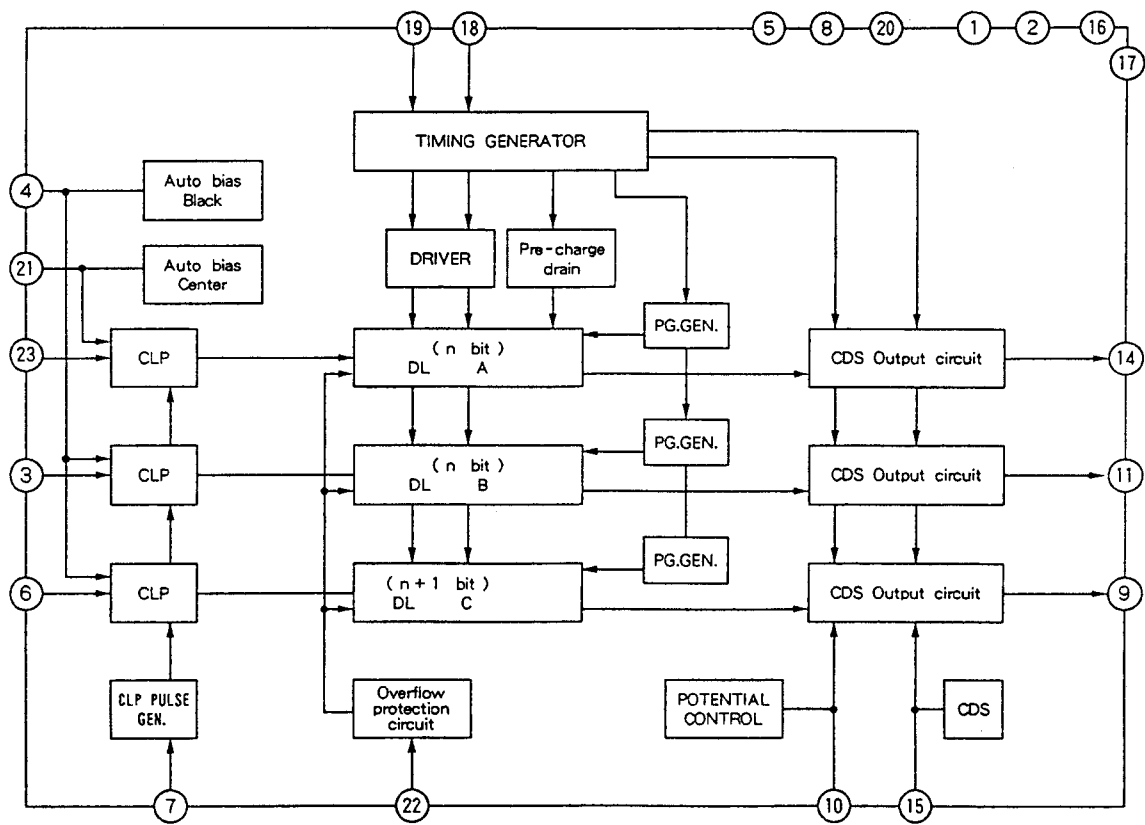 19
18
5
8
20
1
2
16
17
TIMING GENERATOR
4
Auto bias
Black
21
Auto bias
Center
DRIVER
Pre-charge
drain
PG.GEN.
23
CLP
(n bit)
DL A
CDS Output circuit
14
PG.GEN.
3
CLP
(n bit)
DL B
CDS Output circuit
11
PG.GEN.
6
CLP
(n+1 bit)
DL C
CDS Output circuit
9
CLP PULSE
GEN.
Overflow
protection
circuit
POTENTIAL
CONTROL
CDS
7
22
10
15